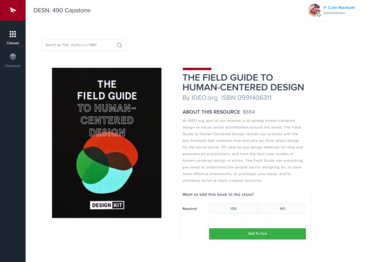 DESN: 490 Capstone
P. Colin Manikoth
Administrator
Classes
Checkout
Search by Title, Authors or ISBN
THE
FIELD GUIDE
TO HUMAN-
CENTERED
DESIGN
DESIGN KIT
THE FIELD GUIDE TO
HUMAN-CENTERED DESIGN
By IDEO.org ISBN 0991406311
ABOUT THIS RESOURCE $554
At IDEO.org, part of our mission is to spread human-centered
design to social sector practitioners around the world. The Field
Guide to Human-Centered Design reveals our process with the
key mindsets that underpin how and why we think about design
for the social sector, 57 clear-to-use design methods for new and
experienced practitioners, and from-the-field case studies of
human-centered design in action. The Field Guide has everything
you need to understand the people you're designing for, to have
more effective brainstorms, to prototype your ideas, and to
ultimately arrive at more creative solutions.
Want to add this book to the class?
Required
YES
NO
Add To Cart